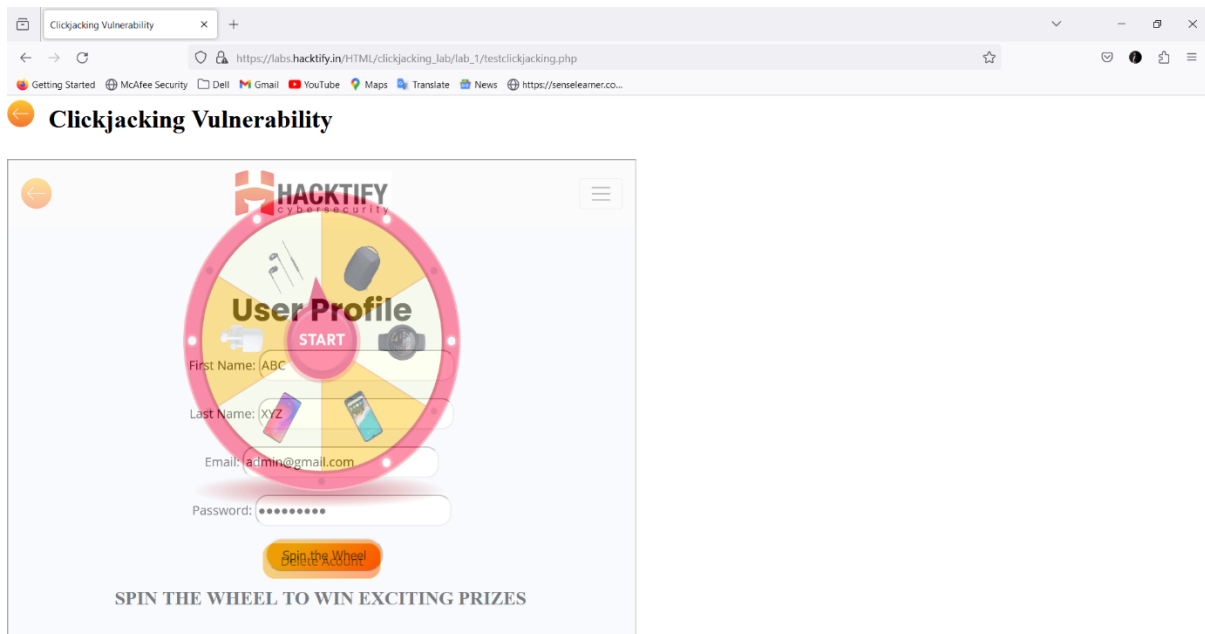 Clickjacking Vulnerability
https://labs.hacktify.in/HTML/clickjacking_lab/lab_1/testclickjacking.php
Getting Started McAfee Security Dell Gmail YouTube Maps Translate News https://senselearner.co...
Clickjacking Vulnerability
HACKTIFY
cybersecurity
User Profile
START
First Name: ABC
Last Name: XYZ
Email: admin@gmail.com
Password:
Spin the Wheel
Delete Acount
SPIN THE WHEEL TO WIN EXCITING PRIZES